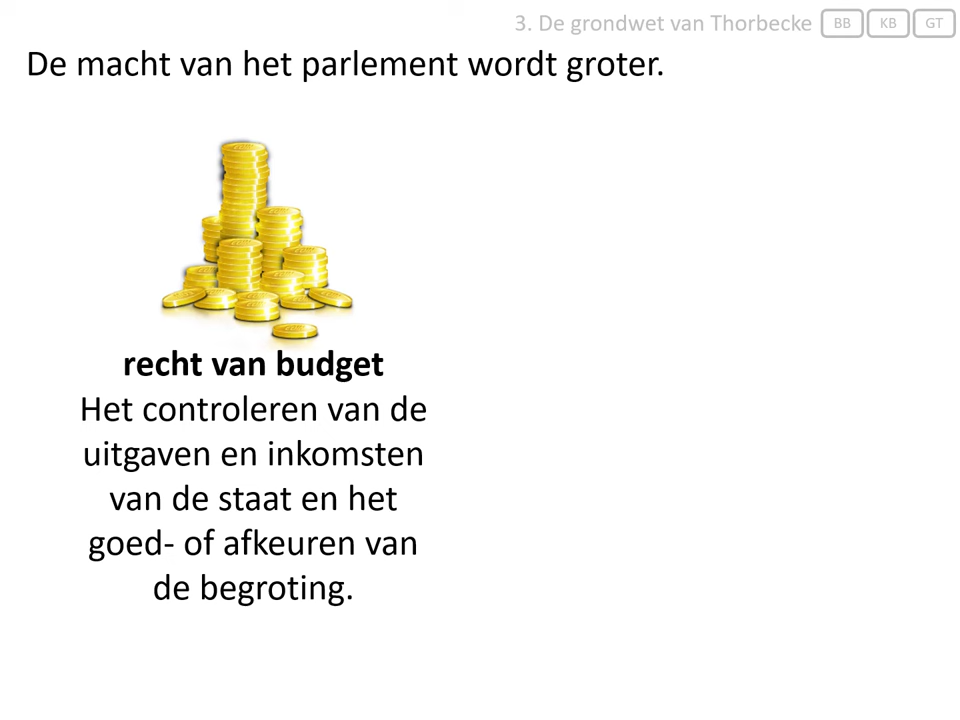 3. De grondwet van Thorbecke BB KB GT
De macht van het parlement wordt groter.
recht van budget
Het controleren van de
uitgaven en inkomsten
van de staat en het
goed- of afkeuren van
de begroting.